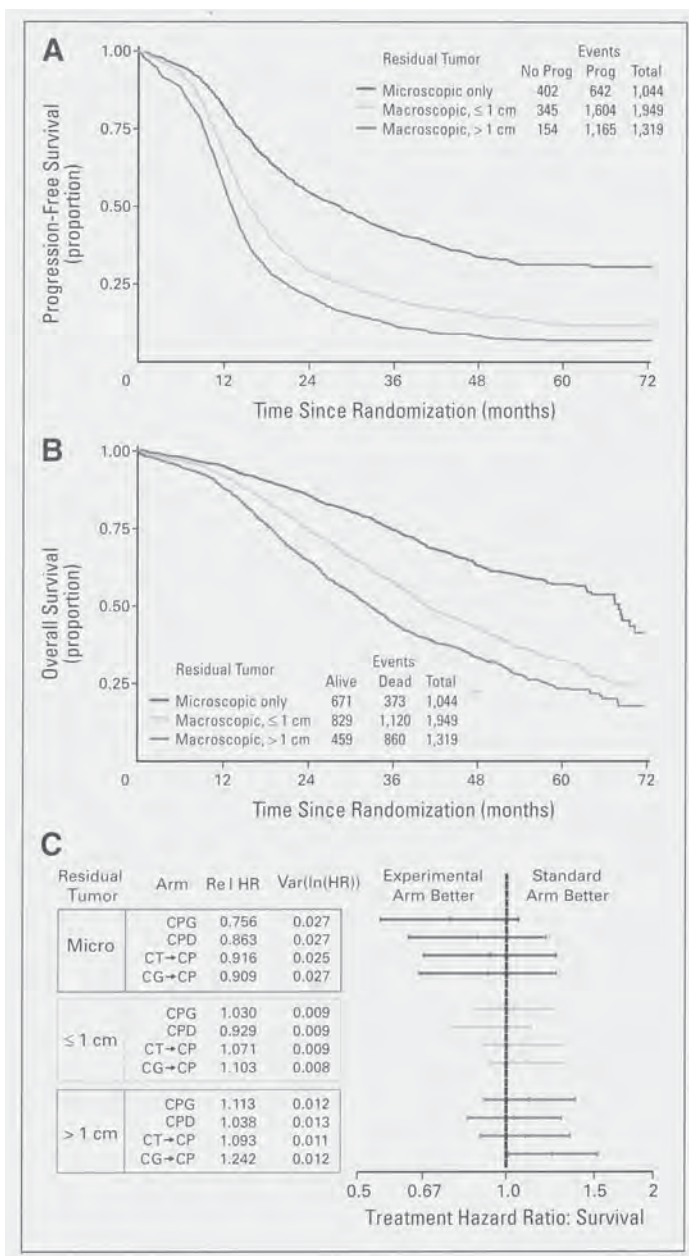 A
Events
Residual Tumor No Prog Prog Total
Microscopic only 402 642 1,044
Macroscopic, ≤ 1 cm 345 1,604 1,949
Macroscopic, > 1 cm 154 1,165 1,319
1.00
0.75
0.50
0.25
Progression-Free Survival
(proportion)
0 12 24 36 48 60 72
Time Since Randomization (months)
B
1.00
0.75
0.50
0.25
Overall Survival
(proportion)
Events
Residual Tumor Alive Dead Total
Microscopic only 671 373 1,044
Macroscopic, ≤ 1 cm 829 1,120 1,949
Macroscopic, > 1 cm 459 860 1,319
0 12 24 36 48 60 72
Time Since Randomization (months)
C
Residual
Tumor
Arm Rel HR Var(ln(HR))
Micro
CPG 0.756 0.027
CPD 0.863 0.027
CT→CP 0.916 0.025
CG→CP 0.909 0.027
≤ 1 cm
CPG 1.030 0.009
CPD 0.929 0.009
CT→CP 1.071 0.009
CG→CP 1.103 0.008
> 1 cm
CPG 1.113 0.012
CPD 1.038 0.013
CT→CP 1.093 0.011
CG→CP 1.242 0.012
Experimental
Arm Better
Standard
Arm Better
0.5 0.67 1.0 1.5 2
Treatment Hazard Ratio: Survival